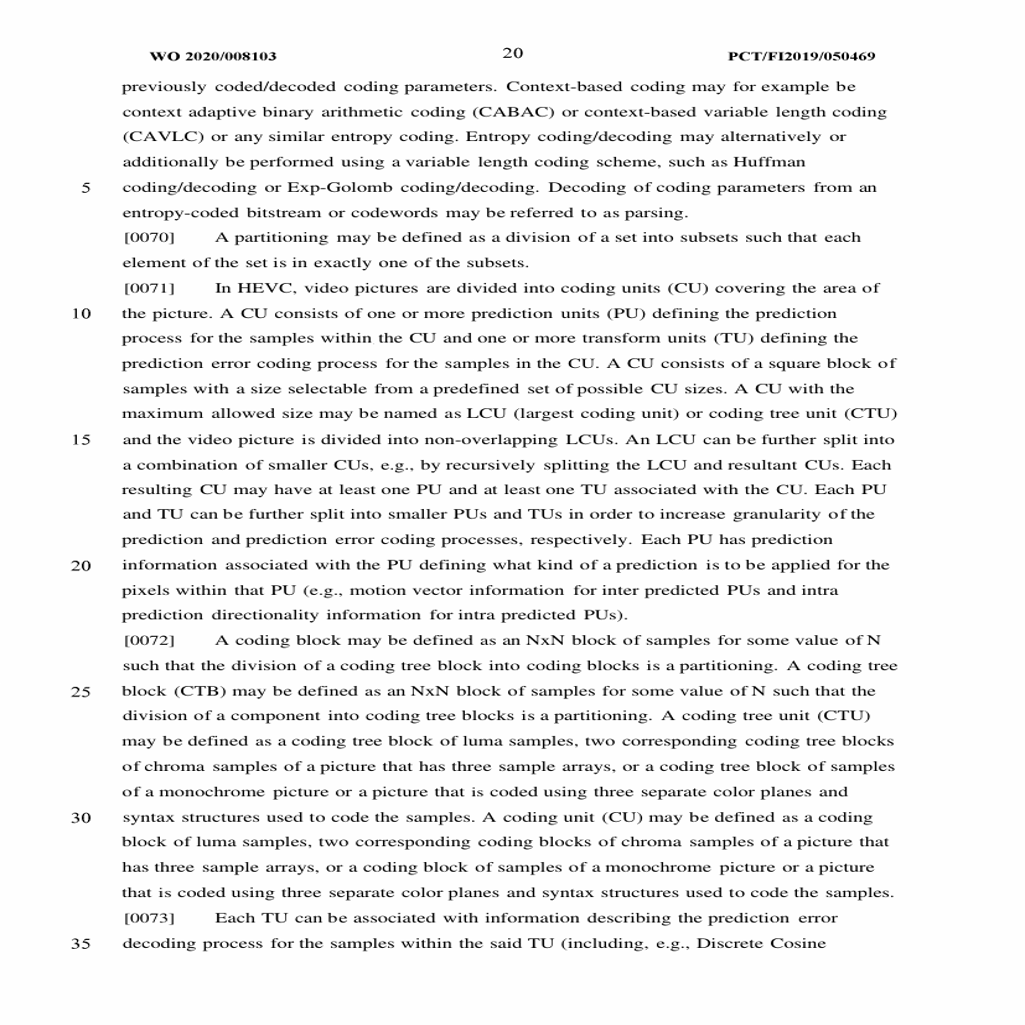 WO 2020/008103 20 PCT/FI2019/050469
previously coded/decoded coding parameters. Context-based coding may for example be
context adaptive binary arithmetic coding (CABAC) or context-based variable length coding
(CAVLC) or any similar entropy coding. Entropy coding/decoding may alternatively or
additionally be performed using a variable length coding scheme, such as Huffman
5 coding/decoding or Exp-Golomb coding/decoding. Decoding of coding parameters from an
entropy-coded bitstream or codewords may be referred to as parsing.
[0070] A partitioning may be defined as a division of a set into subsets such that each
element of the set is in exactly one of the subsets.
[0071] In HEVC, video pictures are divided into coding units (CU) covering the area of
10 the picture. A CU consists of one or more prediction units (PU) defining the prediction
process for the samples within the CU and one or more transform units (TU) defining the
prediction error coding process for the samples in the CU. A CU consists of a square block of
samples with a size selectable from a predefined set of possible CU sizes. A CU with the
maximum allowed size may be named as LCU (largest coding unit) or coding tree unit (CTU)
15 and the video picture is divided into non-overlapping LCUs. An LCU can be further split into
a combination of smaller CUs, e.g., by recursively splitting the LCU and resultant CUs. Each
resulting CU may have at least one PU and at least one TU associated with the CU. Each PU
and TU can be further split into smaller PUs and TUs in order to increase granularity of the
prediction and prediction error coding processes, respectively. Each PU has prediction
20 information associated with the PU defining what kind of a prediction is to be applied for the
pixels within that PU (e.g., motion vector information for inter predicted PUs and intra
prediction directionality information for intra predicted PUs).
[0072] A coding block may be defined as an NxN block of samples for some value of N
such that the division of a coding tree block into coding blocks is a partitioning. A coding tree
25 block (CTB) may be defined as an NxN block of samples for some value of N such that the
division of a component into coding tree blocks is a partitioning. A coding tree unit (CTU)
may be defined as a coding tree block of luma samples, two corresponding coding tree blocks
of chroma samples of a picture that has three sample arrays, or a coding tree block of samples
of a monochrome picture or a picture that is coded using three separate color planes and
30 syntax structures used to code the samples. A coding unit (CU) may be defined as a coding
block of luma samples, two corresponding coding blocks of chroma samples of a picture that
has three sample arrays, or a coding block of samples of a monochrome picture or a picture
that is coded using three separate color planes and syntax structures used to code the samples.
[0073] Each TU can be associated with information describing the prediction error
35 decoding process for the samples within the said TU (including, e.g., Discrete Cosine